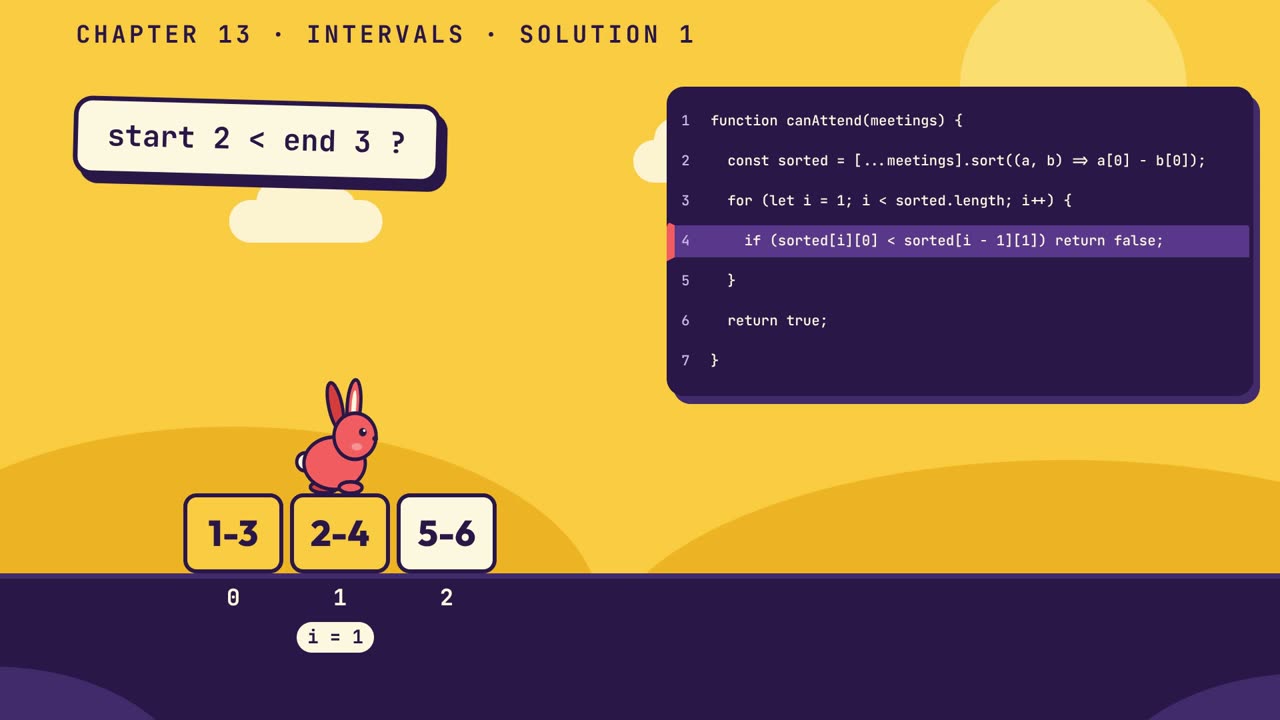 CHAPTER 13 · INTERVALS · SOLUTION 1
start 2 < end 3 ?
1 function canAttend(meetings) {
2 const sorted = [...meetings].sort((a, b) => a[0] - b[0]);
3 for (let i = 1; i < sorted.length; i++) {
4 if (sorted[i][0] < sorted[i - 1][1]) return false;
5 }
6 return true;
7 }
1-3 2-4 5-6
0 1 2
i = 1